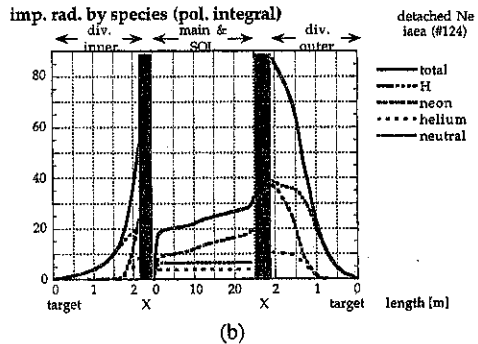 imp. rad. by species (pol. integral)
detached Ne
iaea (#124)
div. inner
main & SOL
div. outer
total
H
neon
helium
neutral
80
60
40
20
0
0 1 2 0 10 20 2 1 0
target X X target length [m]
(b)